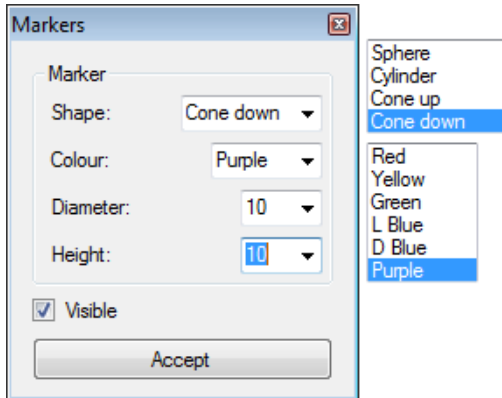 Markers
Marker
Shape: Cone down
Colour: Purple
Diameter: 10
Height: 10
Visible
Accept
Sphere
Cylinder
Cone up
Cone down
Red
Yellow
Green
L Blue
D Blue
Purple